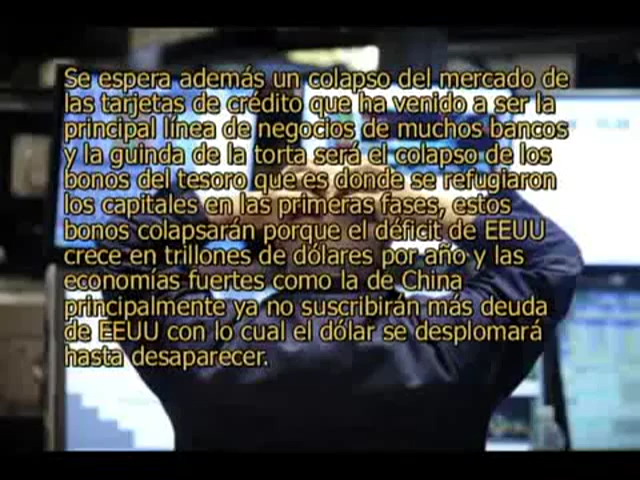 Se espera además un colapso del mercado de
las tarjetas de crédito que ha venido a ser la
principal línea de negocios de muchos bancos
y la guinda de la torta será el colapso de los
bonos del tesoro que es donde se refugiaron
los capitales en las primeras fases, estos
bonos colapsarán porque el déficit de EEUU
crece en trillones de dólares por año y las
economías fuertes como la de China
principalmente ya no suscribirán más deuda
de EEUU con lo cual el dólar se desplomará
hasta desaparecer.